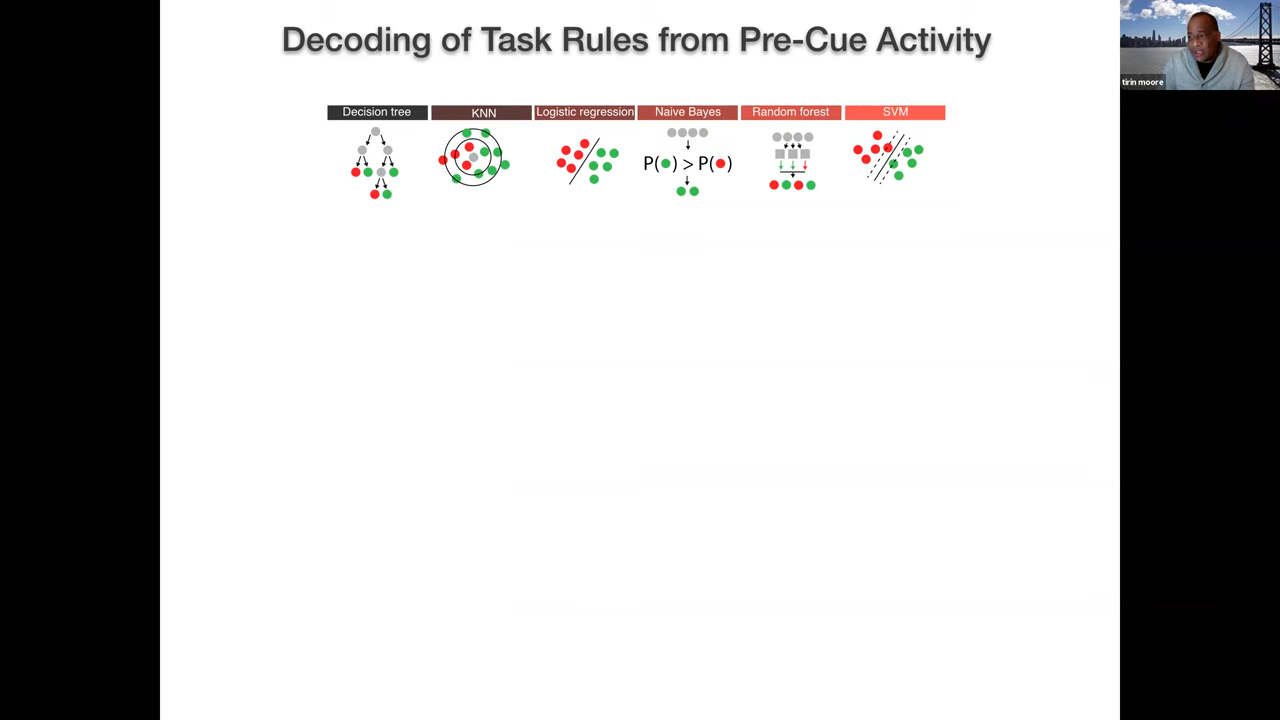 Decoding of Task Rules from Pre-Cue Activity
tirin moore
Decision tree KNN Logistic regression Naive Bayes Random forest SVM
P( ) > P( )